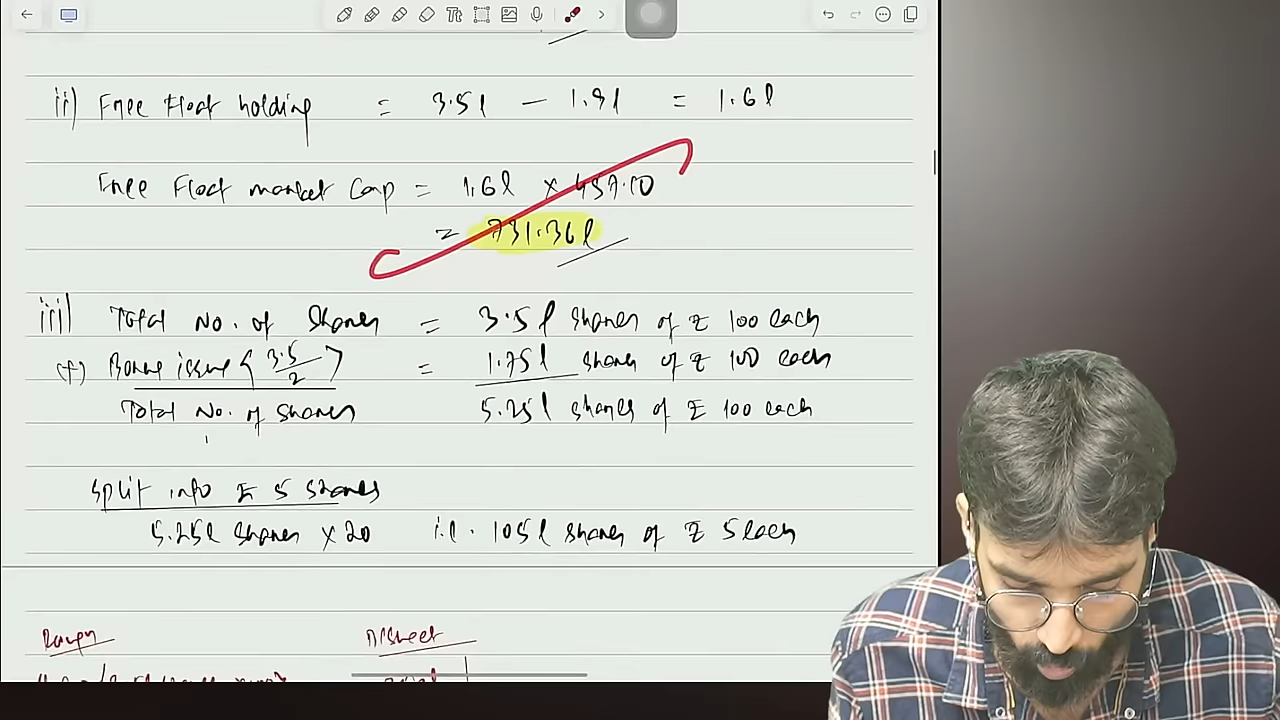 Tt
ii) Free Float holding = 3.5l - 1.9l = 1.6l
Free Float market Cap = 1.6l × 457.10
= 731.36l
iii) Total No. of Shares = 3.5l shares of ₹ 100 each
(+) Bonus issue { 3.5/2 } = 1.75l shares of ₹ 100 each
Total No. of shares 5.25l shares of ₹ 100 each
Split into ₹ 5 shares
5.25l shares × 20 i.e. 105l shares of ₹ 5 each